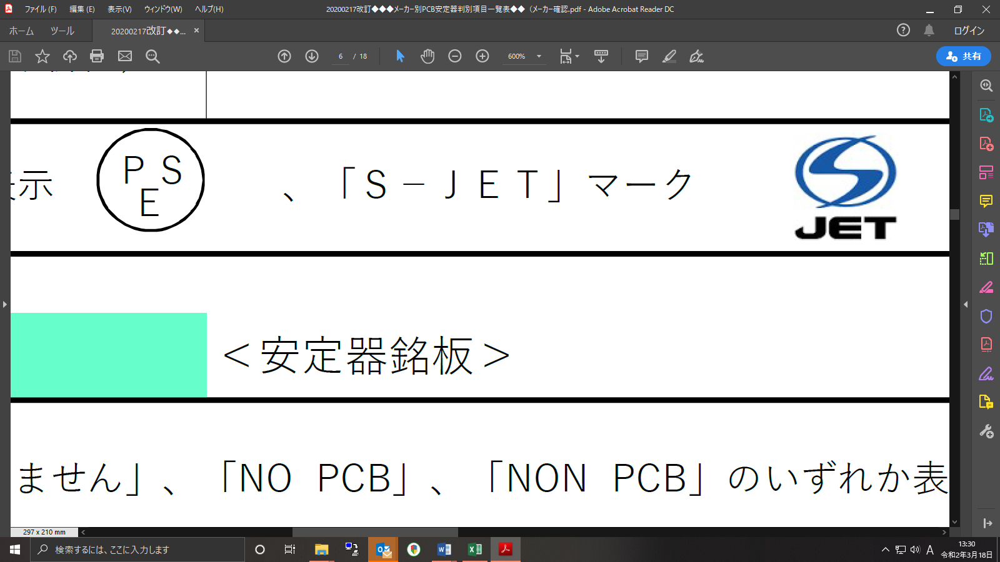 20200217改訂◆◆◆メーカー別PCB安定器判別項目一覧表◆◆（メーカー確認.pdf - Adobe Acrobat Reader DC
ファイル (F) 編集 (E) 表示(V) ウィンドウ(W) ヘルプ(H)
ホーム ツール 20200217改訂◆◆... × ログイン
6 / 18 600% 共有
示 P S E 、「Ｓ－ＪＥＴ」マーク S JET
＜安定器銘板＞
ません」、「NO PCB」、「NON PCB」のいずれか表
297 x 210 mm
検索するには、ここに入力します
A
13:30
令和2年3月18日